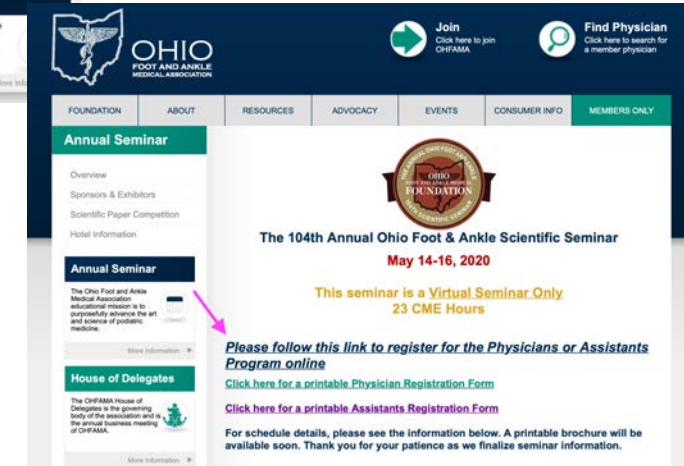 OHIO
FOOT AND ANKLE
MEDICAL ASSOCIATION
Join
Click here to join
OHFAMA
Find Physician
Click here to search for
a member physician
FOUNDATION
ABOUT
RESOURCES
ADVOCACY
EVENTS
CONSUMER INFO
MEMBERS ONLY
Annual Seminar
Overview
Sponsors & Exhibitors
Scientific Paper Competition
Hotel Information
Annual Seminar
The Ohio Foot and Ankle
Medical Association
educational mission is to
purposefully advance the art
and science of podiatric
medicine.
More information
House of Delegates
The OHFAMA House of
Delegates is the governing
body of the association and is
the annual business meeting
of OHFAMA.
More information
OHIO
FOOT AND ANKLE MEDICAL
FOUNDATION
The 104th Annual Ohio Foot & Ankle Scientific Seminar
May 14-16, 2020
This seminar is a Virtual Seminar Only
23 CME Hours
Please follow this link to register for the Physicians or Assistants
Program online
Click here for a printable Physician Registration Form
Click here for a printable Assistants Registration Form
For schedule details, please see the information below. A printable brochure will be
available soon. Thank you for your patience as we finalize seminar information.